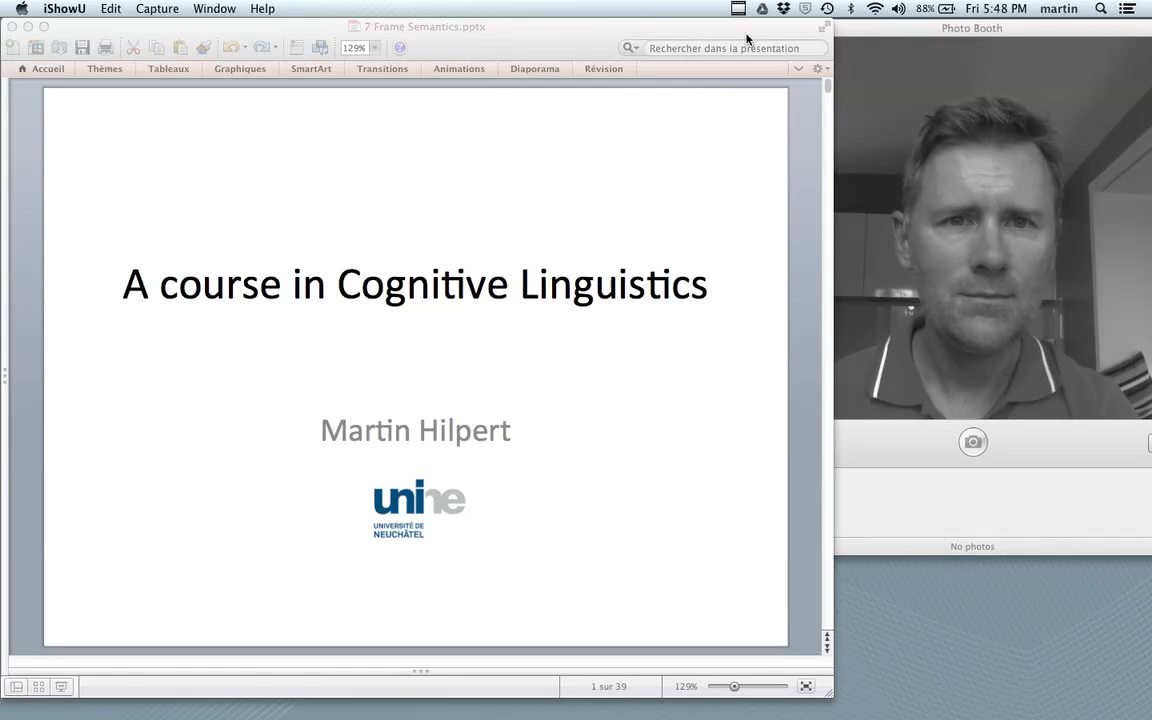 iShowU Edit Capture Window Help
88% Fri 5:48 PM martin
7 Frame Semantics.pptx
Photo Booth
129%
Rechercher dans la présentation
Accueil Thèmes Tableaux Graphiques SmartArt Transitions Animations Diaporama Révision
A course in Cognitive Linguistics
Martin Hilpert
unine
UNIVERSITÉ DE
NEUCHÂTEL
No photos
1 sur 39
129%